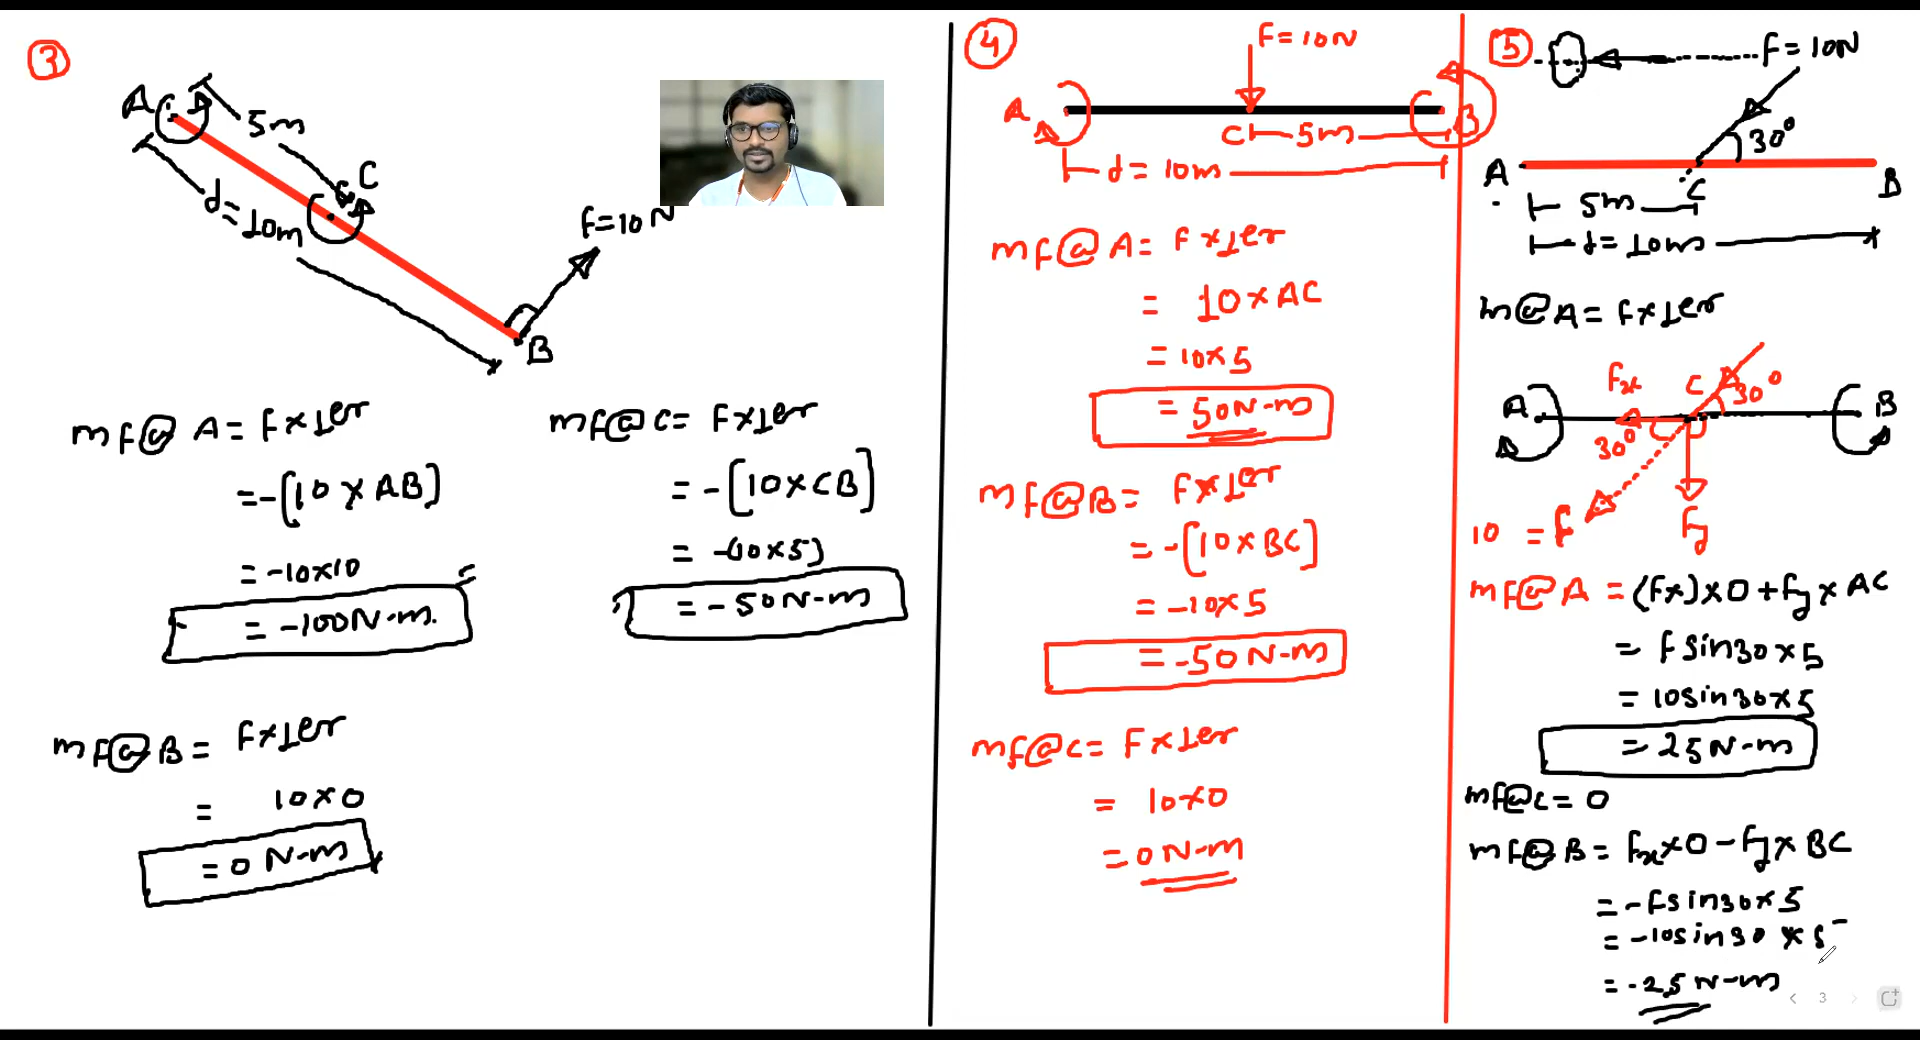 3
A
5m
C
d=10m
F=10N
B
mf@ A= F×⊥er
=-[10×AB]
= -10×10
= -100N-m.
mf@B= F×⊥er
= 10×0
= 0 N-m
mf@C= F×⊥er
= -[10×CB]
= -(10×5)
= -50N-m
4
F=10N
A
B
C
5m
d=10m
mf@A= F×⊥er
= 10×AC
= 10×5
= 50N-m
mf@B= F×⊥er
= -[10×BC]
= -10×5
= -50N-m
mf@C= F×⊥er
= 10×0
= 0N-m
5
F=10N
30°
A
C
B
5m
d=10m
m@A= F×⊥er
Fx
C
30°
A
B
30°
10 = F
Fy
mf@A = (Fx)×0+Fy×AC
= Fsin30×5
= 10sin30×5
= 25N-m
mf@C= 0
mf@B= Fx×0-Fy×BC
= -Fsin30×5
= -10sin30×5
= -25N-m
3